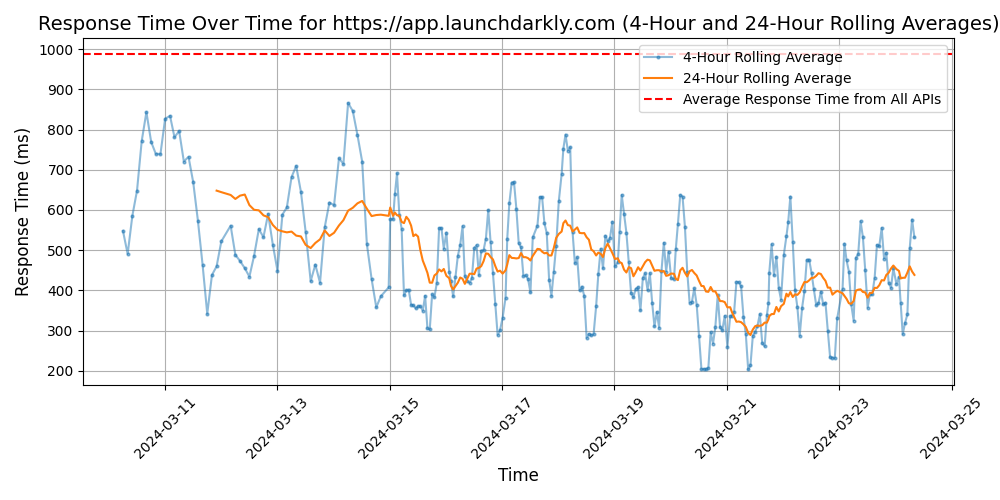 Response Time Over Time for https://app.launchdarkly.com (4-Hour and 24-Hour Rolling Averages)
4-Hour Rolling Average
24-Hour Rolling Average
Average Response Time from All APIs
Response Time (ms)
1000
900
800
700
600
500
400
300
200
2024-03-11
2024-03-13
2024-03-15
2024-03-17
2024-03-19
2024-03-21
2024-03-23
2024-03-25
Time